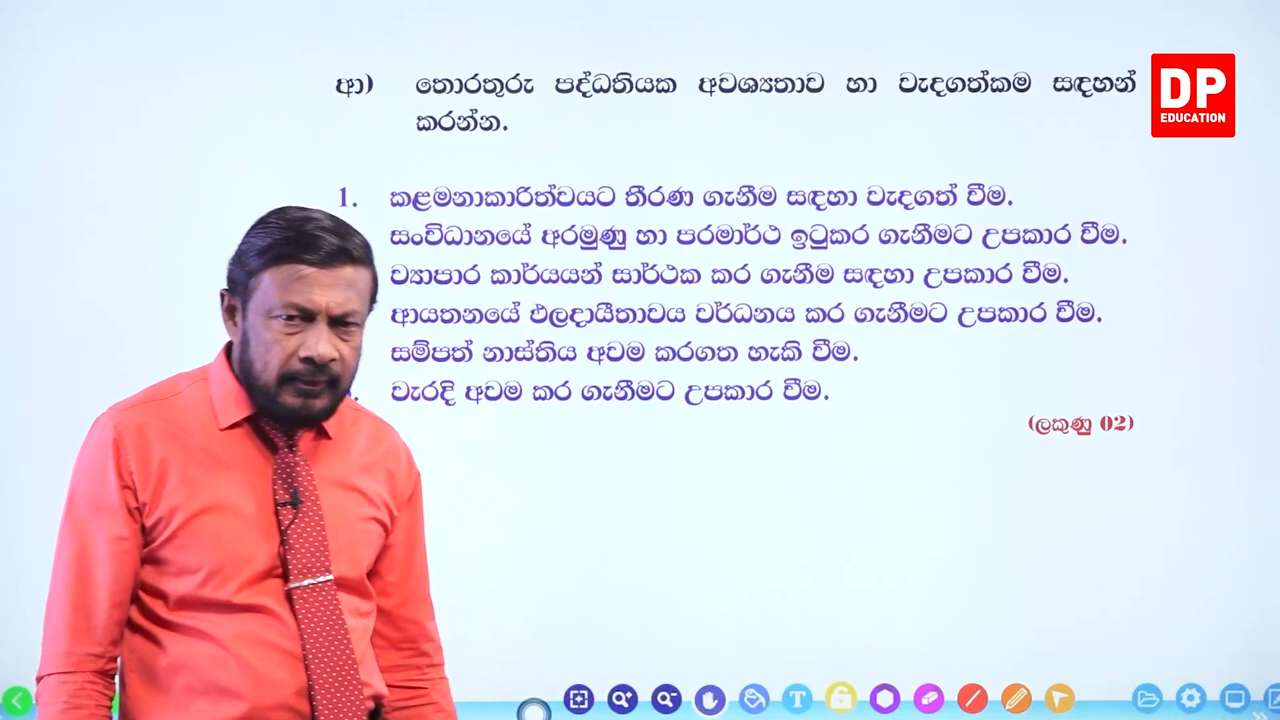 DP
EDUCATION
ආ) තොරතුරු පද්ධතියක අවශ්‍යතාව හා වැදගත්කම සඳහන්
කරන්න.
1. කළමනාකාරිත්වයට තීරණ ගැනීම සඳහා වැදගත් වීම.
සංවිධානයේ අරමුණු හා පරමාර්ථ ඉටුකර ගැනීමට උපකාර වීම.
ව්‍යාපාර කාර්යයන් සාර්ථක කර ගැනීම සඳහා උපකාර වීම.
ආයතනයේ ඵලදායීතාවය වර්ධනය කර ගැනීමට උපකාර වීම.
සම්පත් නාස්තිය අවම කරගත හැකි වීම.
වැරදි අවම කර ගැනීමට උපකාර වීම.
(ලකුණු 02)